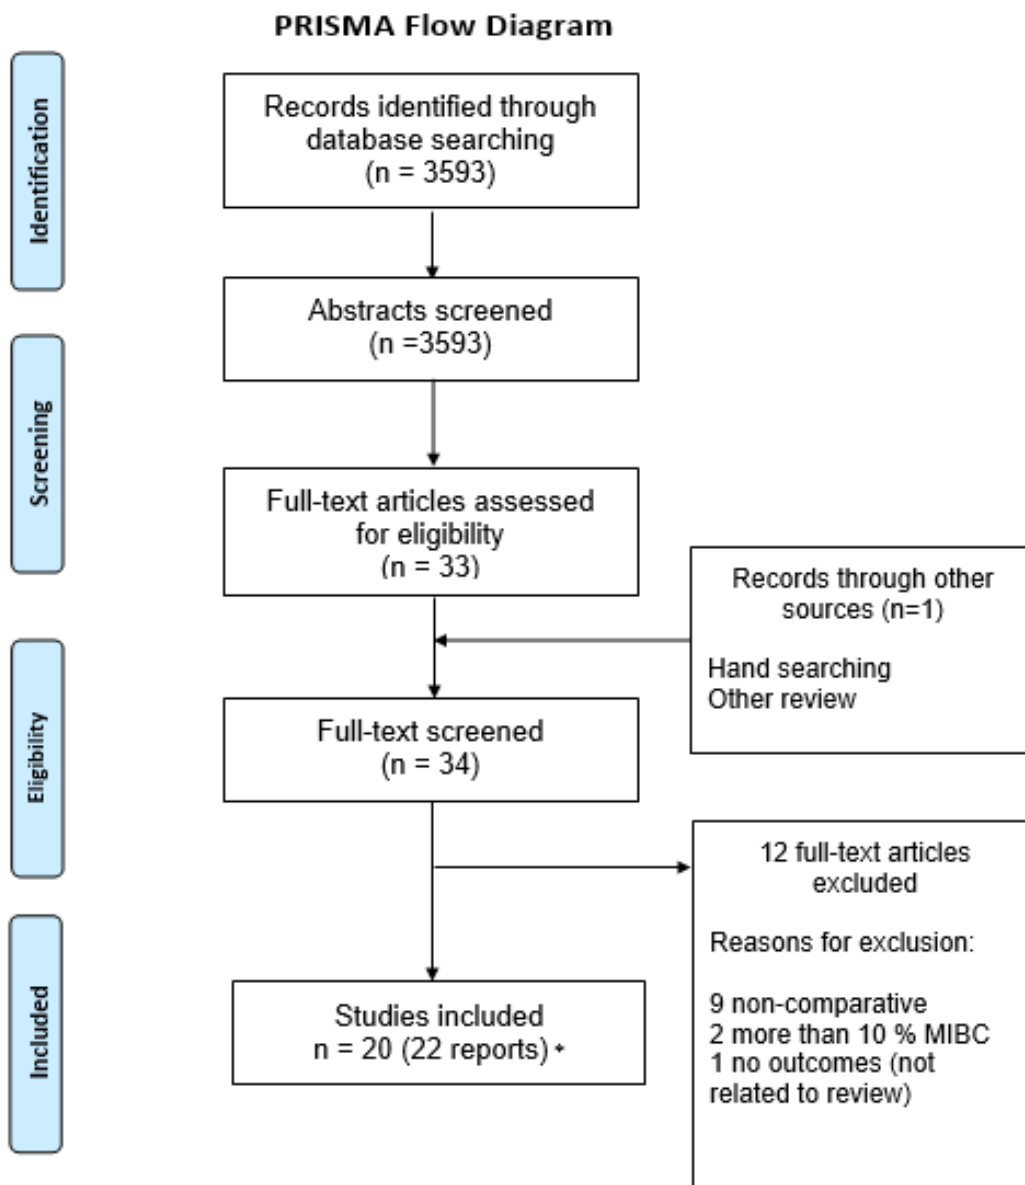 PRISMA Flow Diagram
Identification
Records identified through
database searching
(n = 3593)
Abstracts screened
(n =3593)
Screening
Full-text articles assessed
for eligibility
(n = 33)
Records through other
sources (n=1)
Hand searching
Other review
Eligibility
Full-text screened
(n = 34)
12 full-text articles
excluded
Reasons for exclusion:
9 non-comparative
2 more than 10 % MIBC
1 no outcomes (not
related to review)
Included
Studies included
n = 20 (22 reports) *